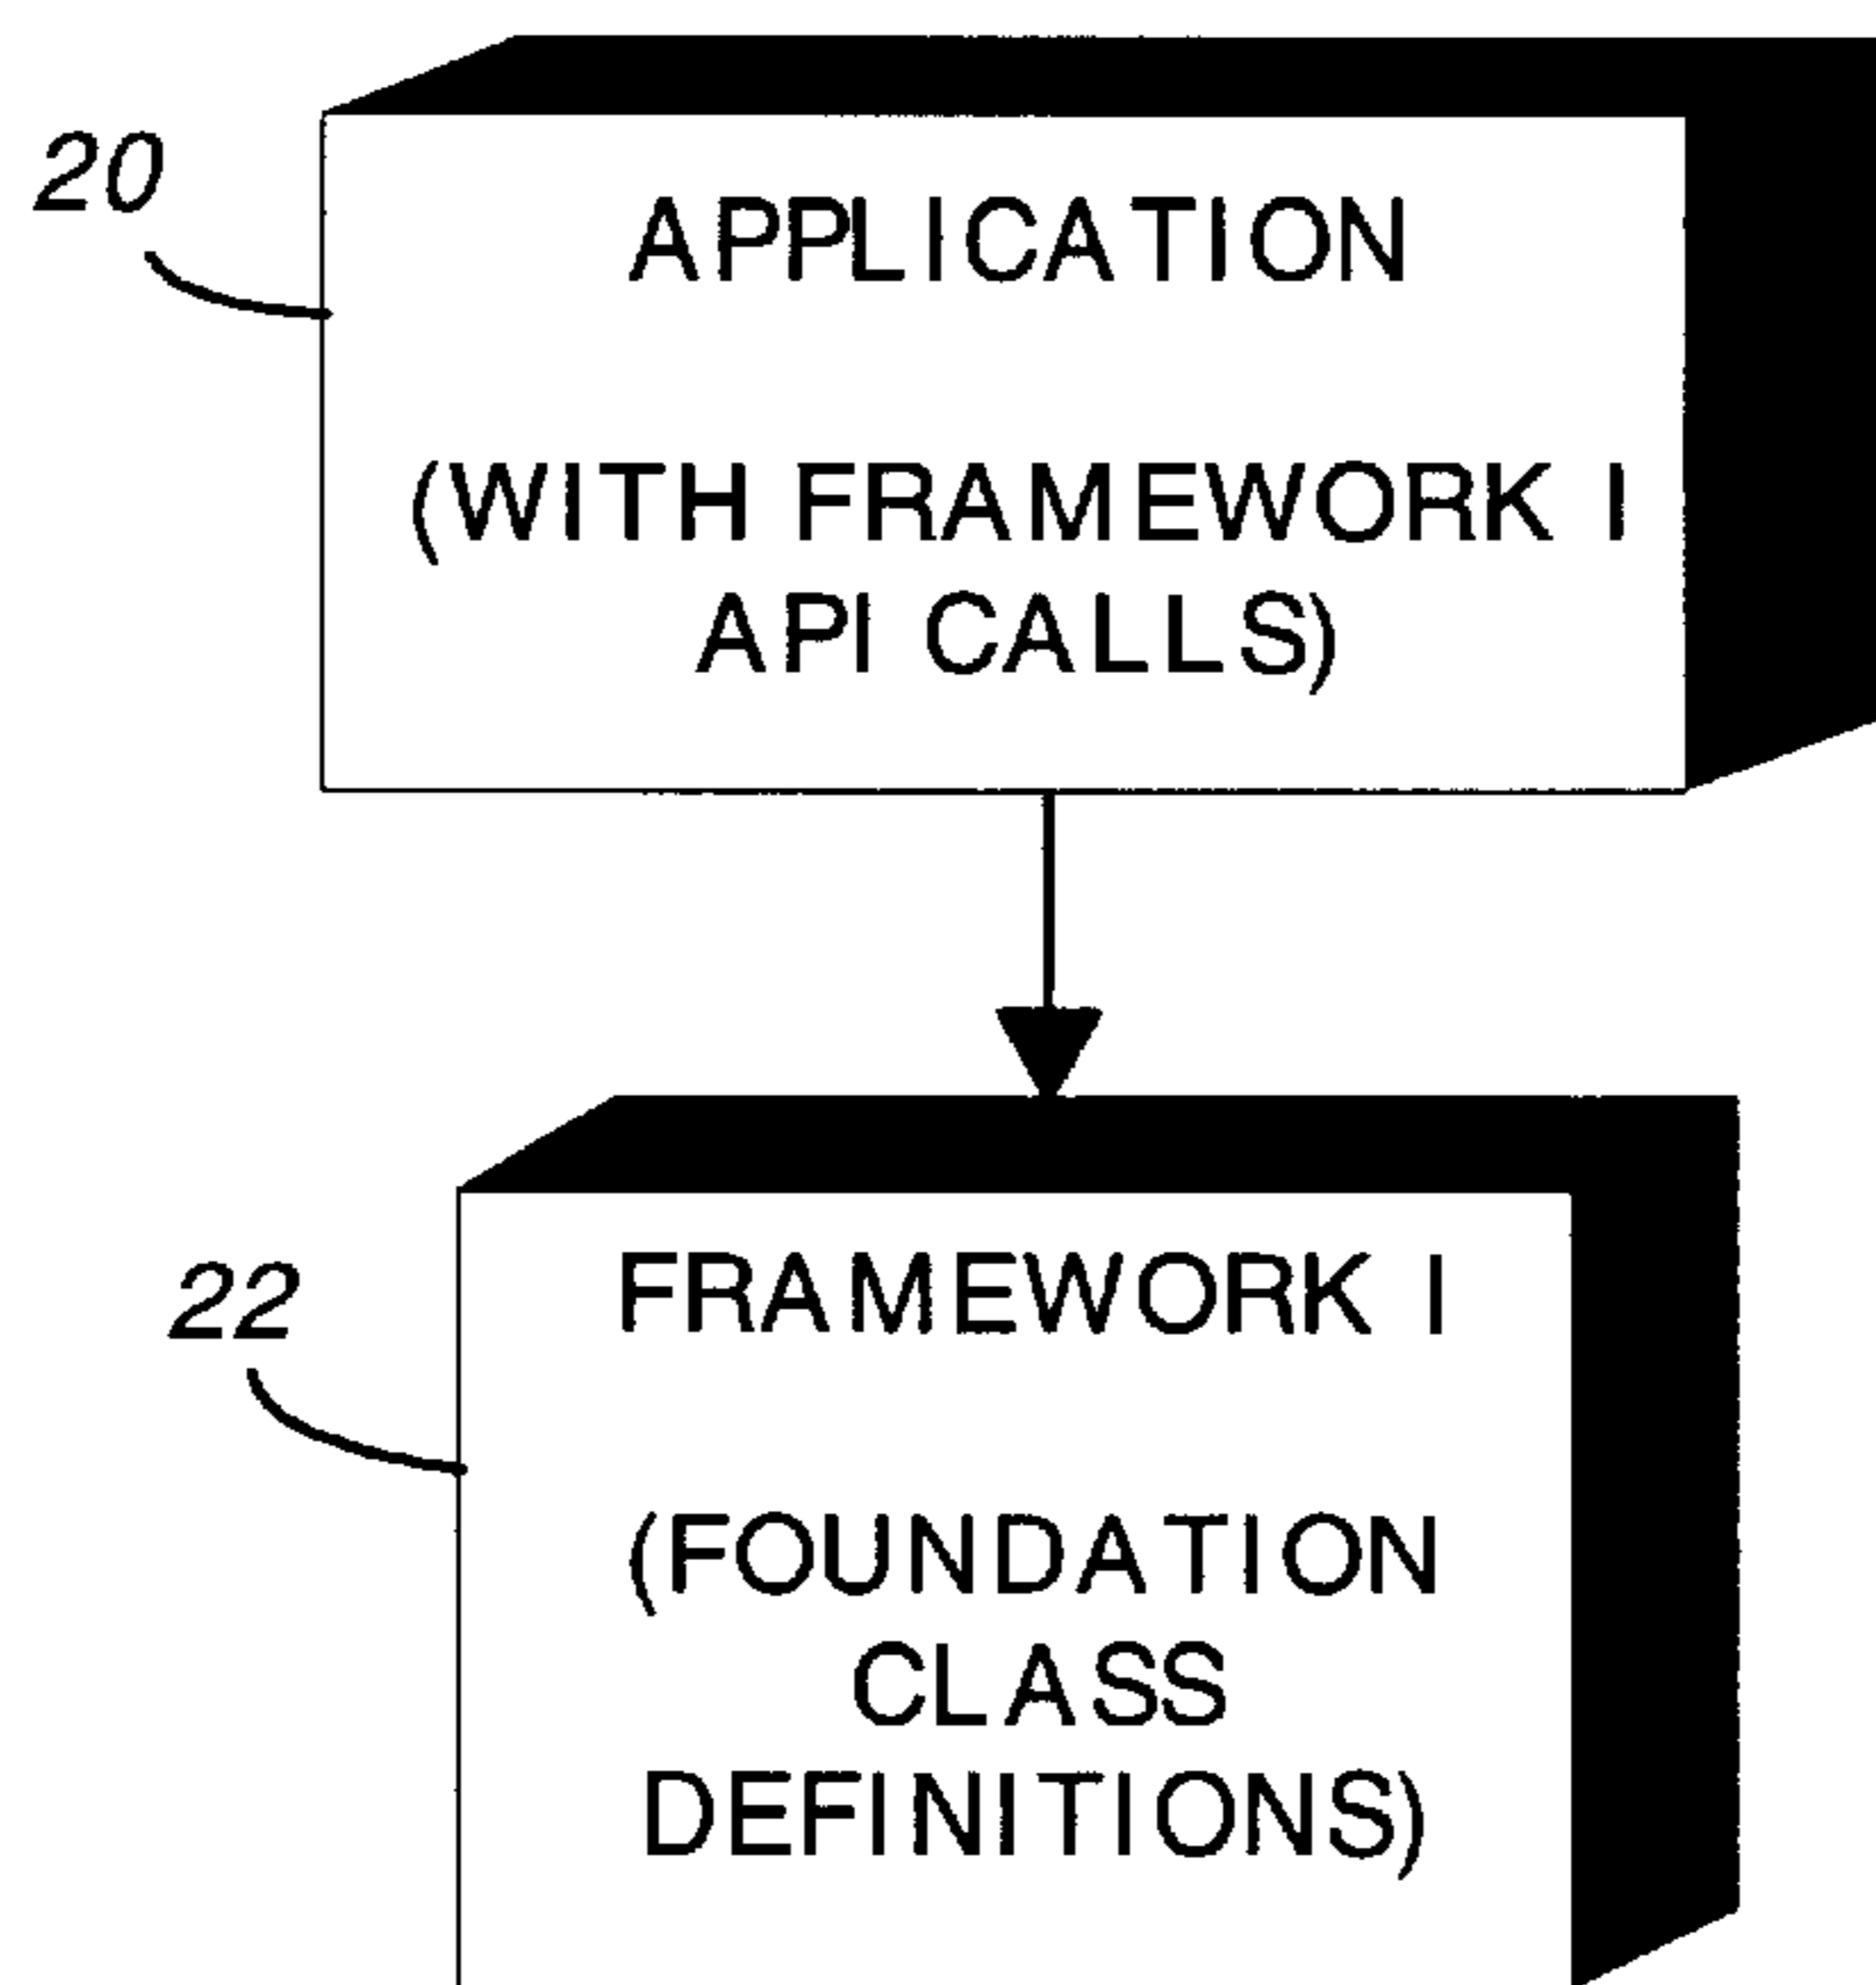 20
APPLICATION
(WITH FRAMEWORK I
API CALLS)
22
FRAMEWORK I
(FOUNDATION
CLASS
DEFINITIONS)